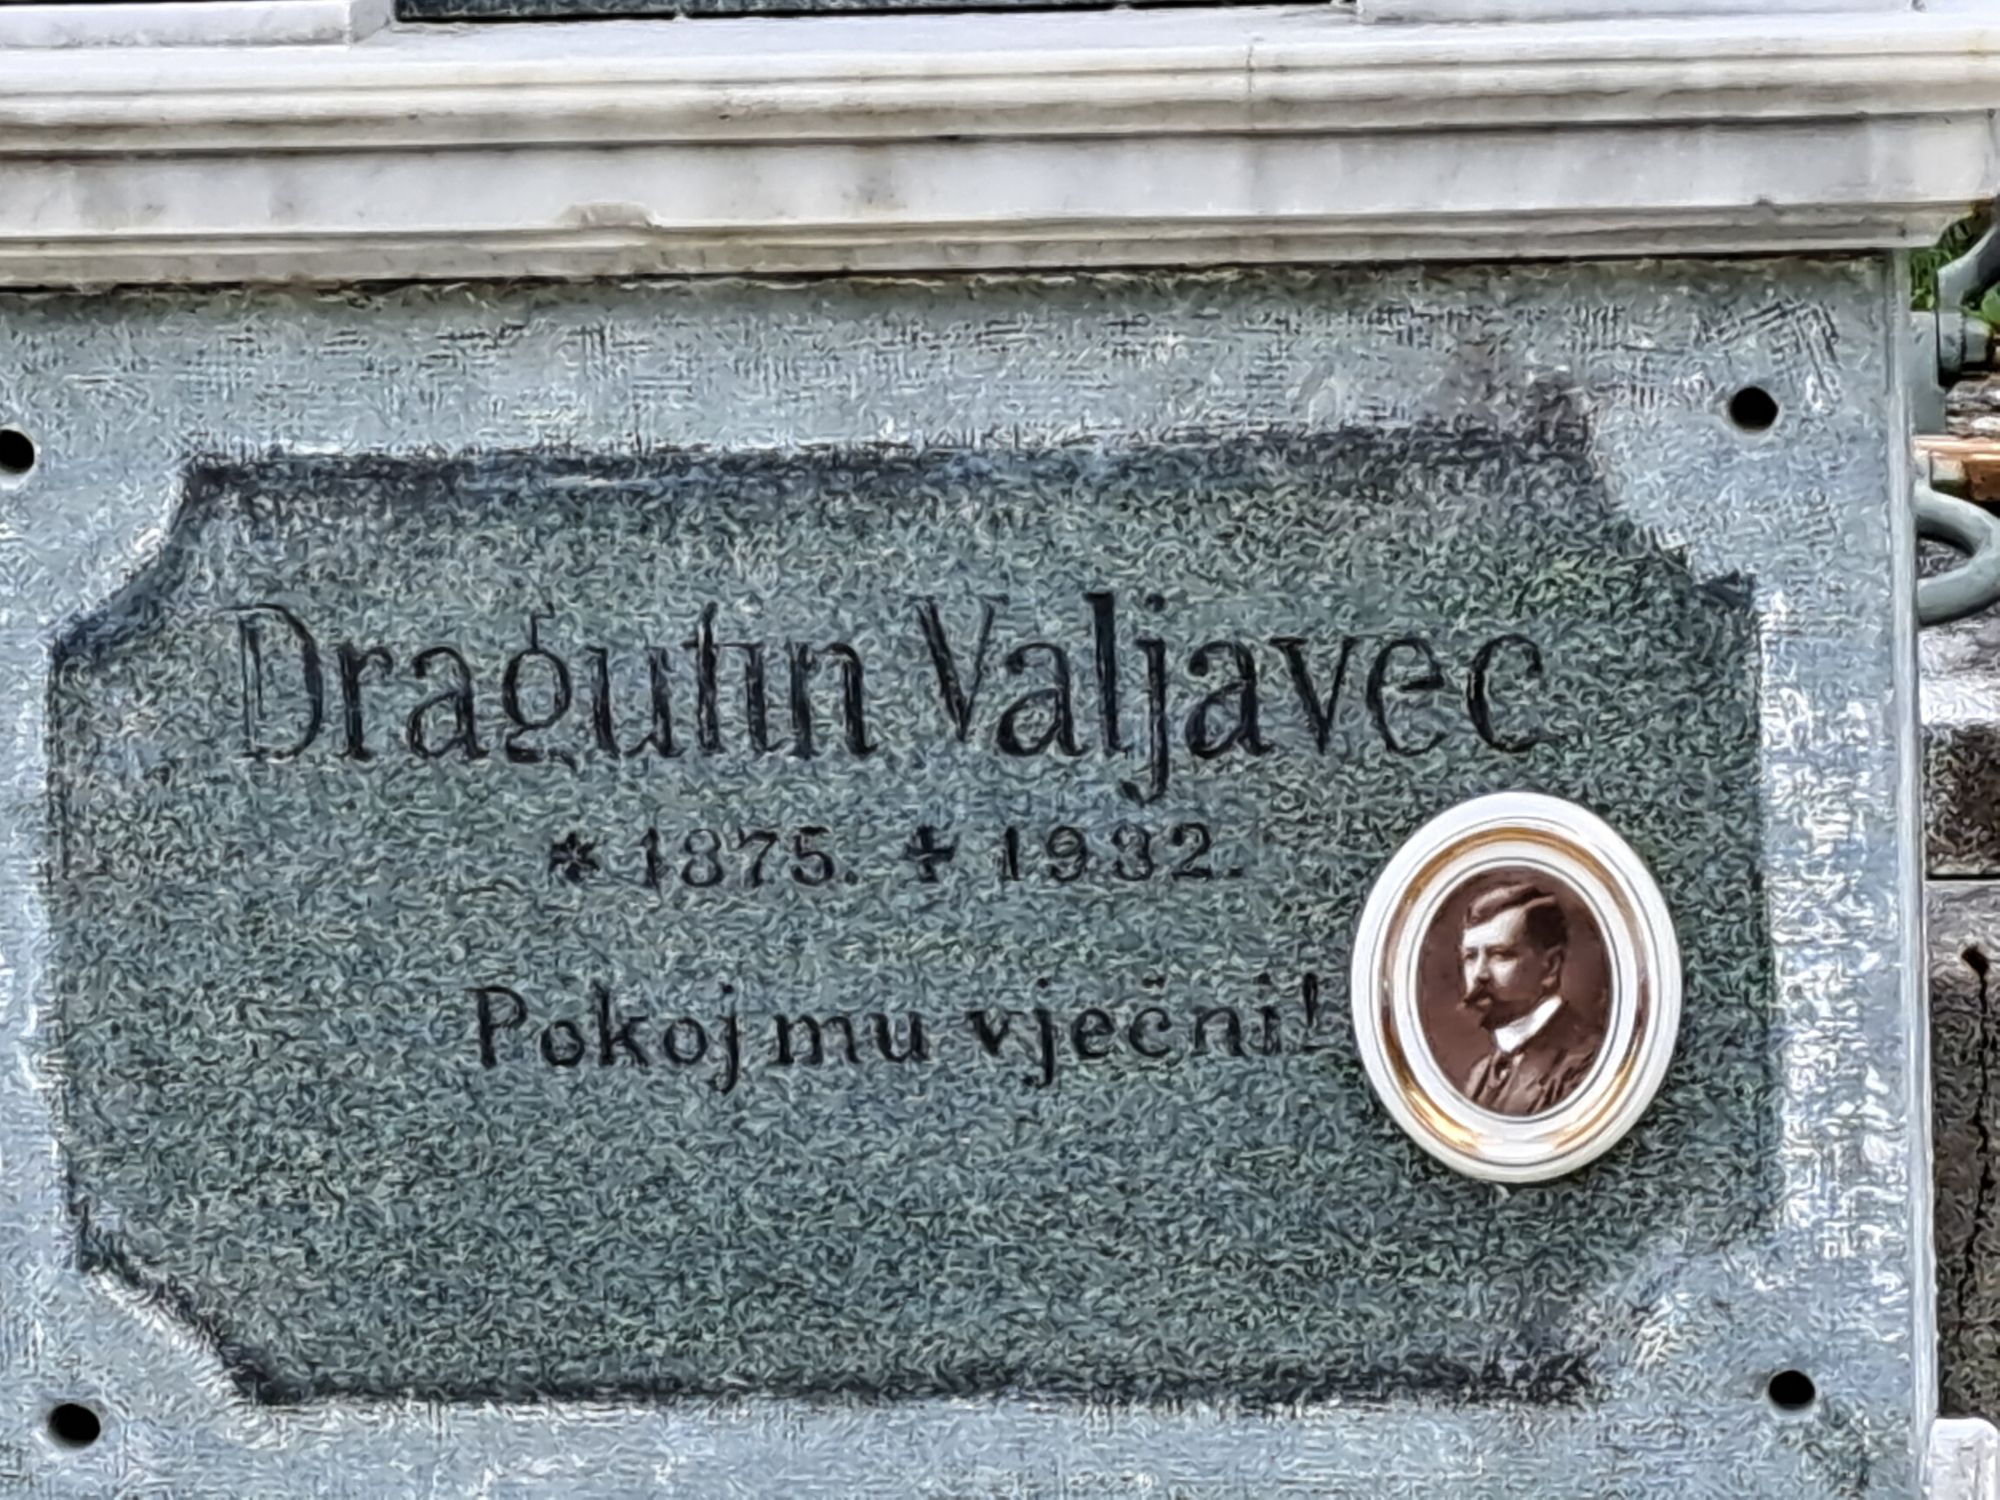 Dragutin Valjavec
* 1875. ✝ 1932.
Pokoj mu vječni!